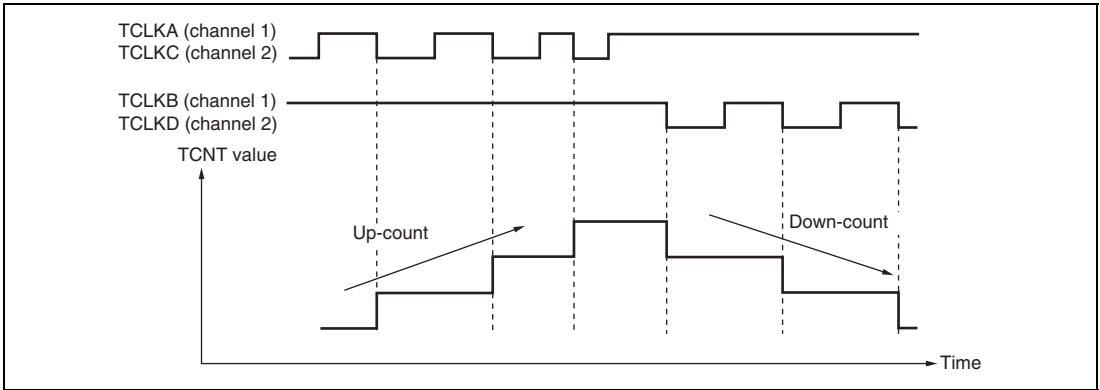 TCLKA (channel 1)
TCLKC (channel 2)
TCLKB (channel 1)
TCLKD (channel 2)
TCNT value
Up-count
Down-count
Time